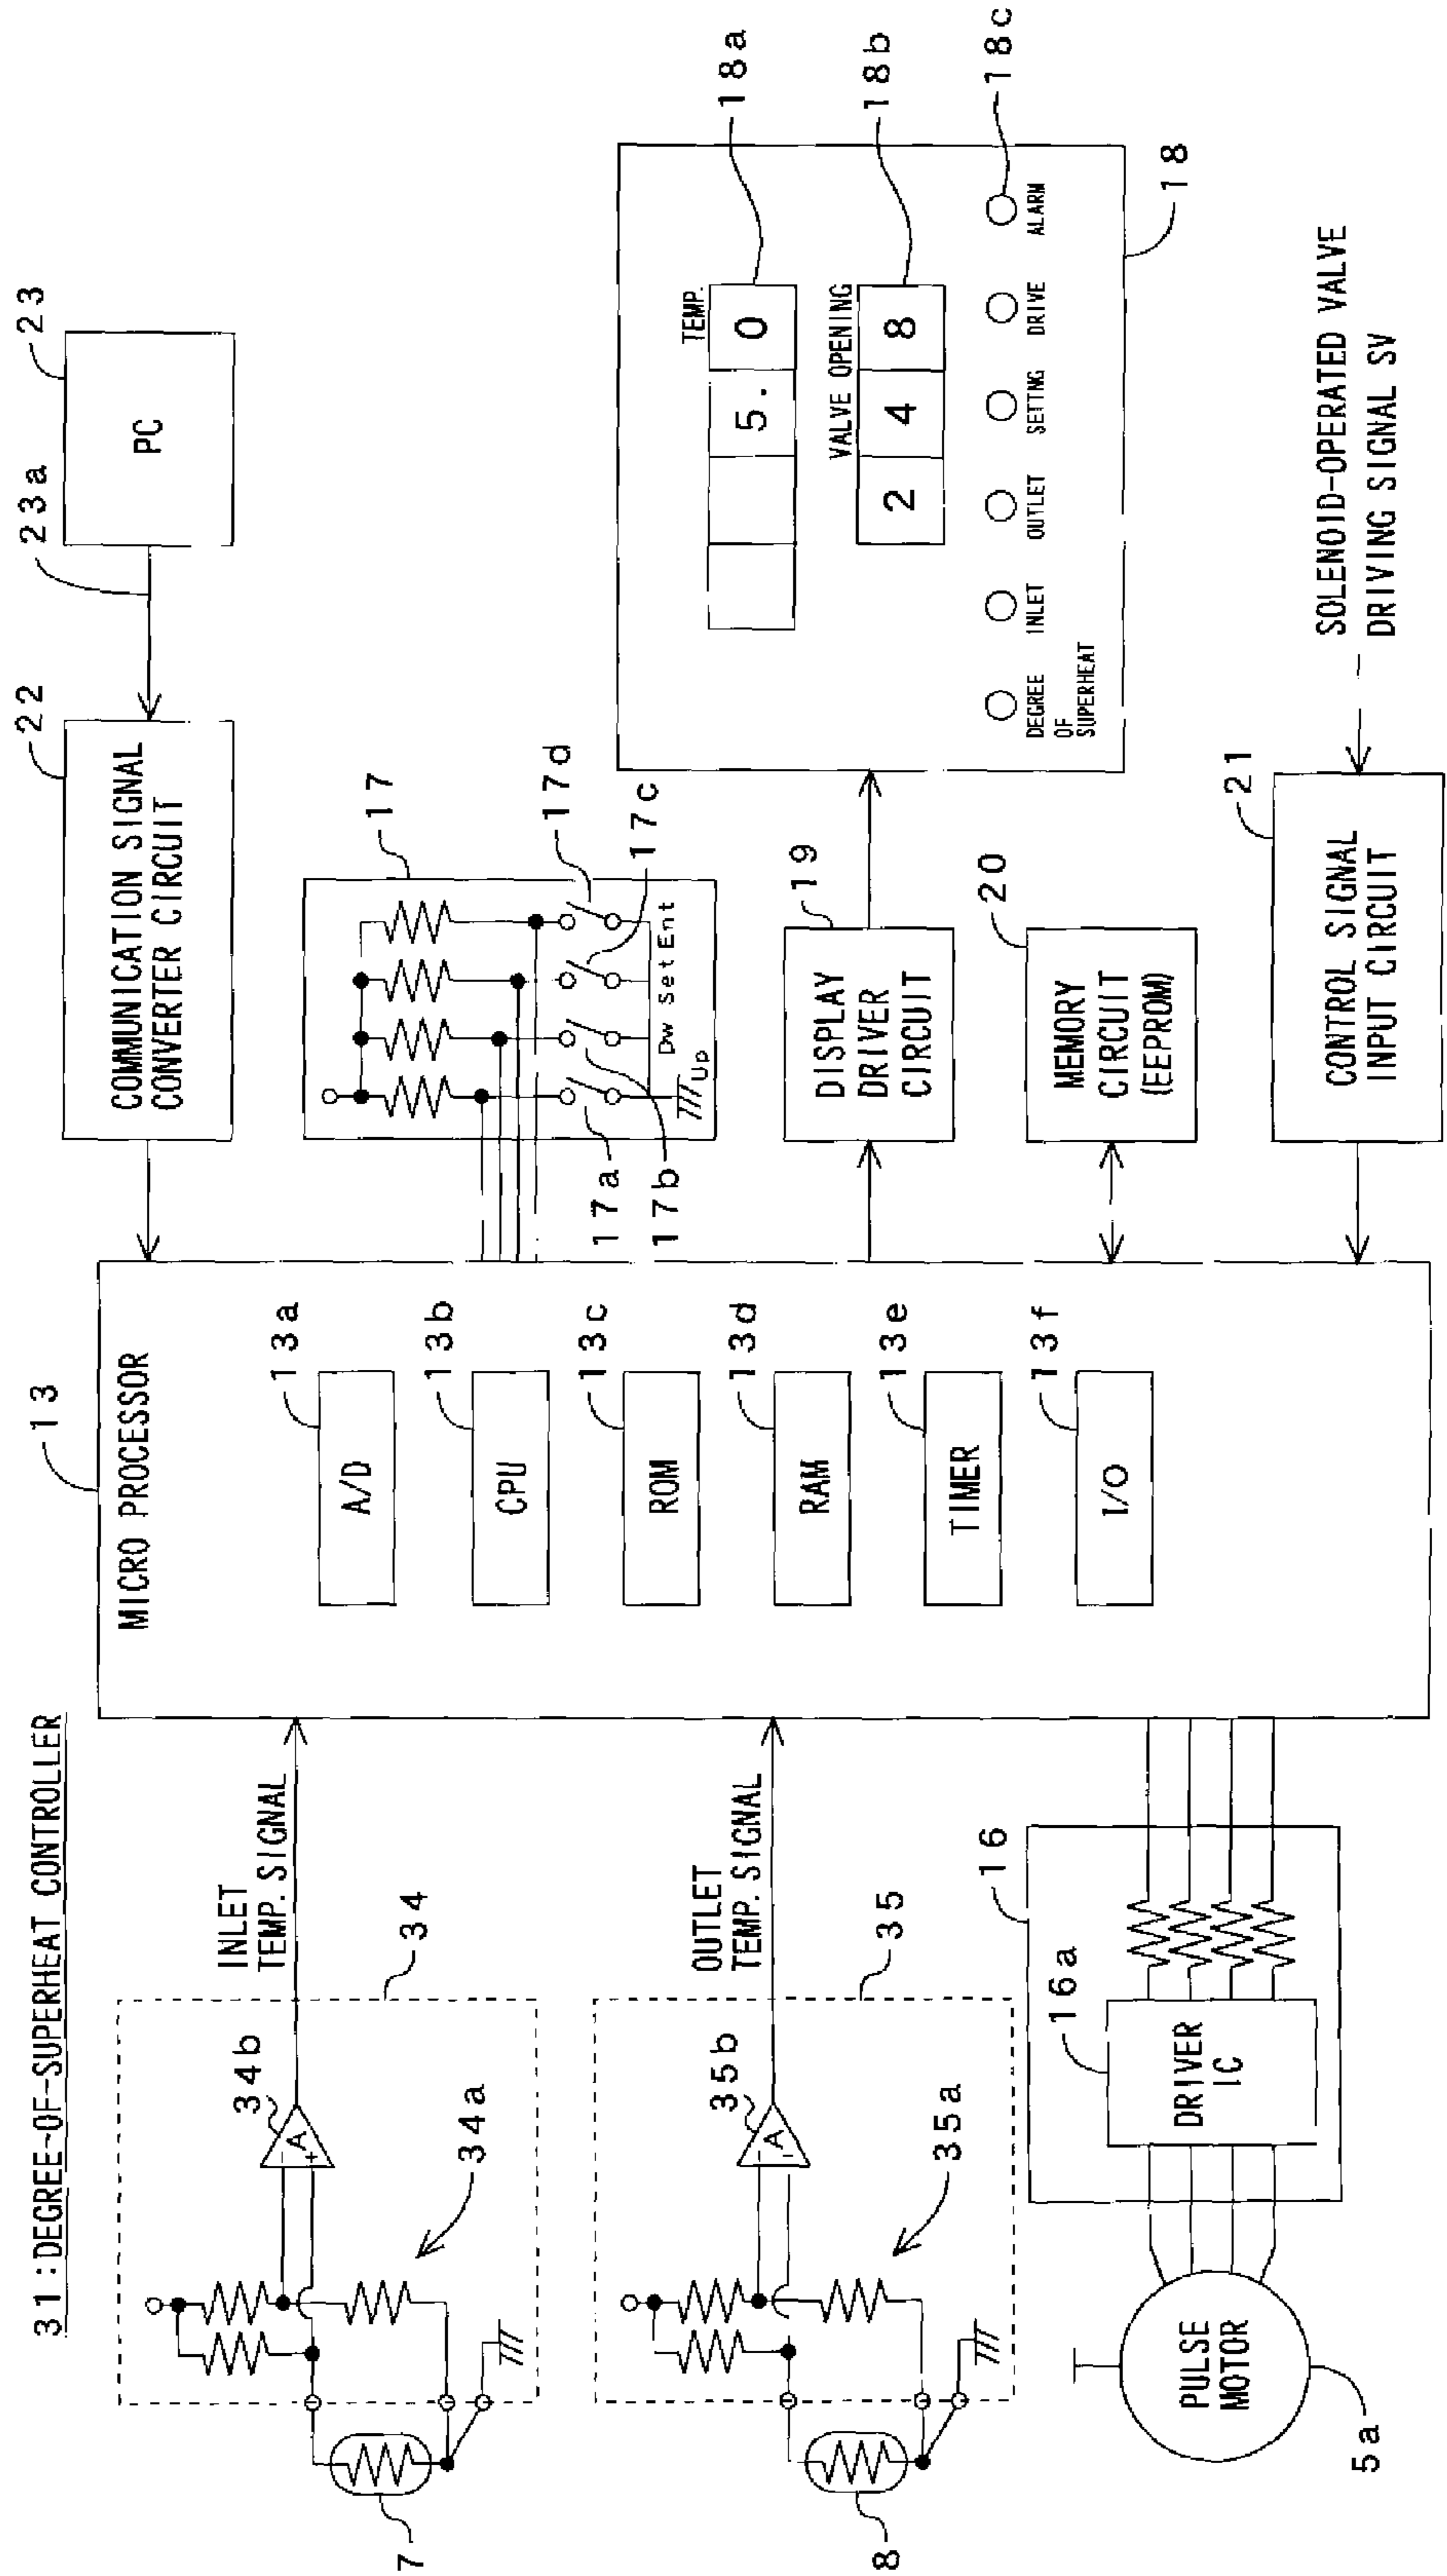 31:DEGREE-OF-SUPERHEAT CONTROLLER
13
MICRO PROCESSOR
13a
A/D
13b
CPU
13c
ROM
13d
RAM
13e
TIMER
13f
I/O
INLET
TEMP. SIGNAL
34
34b
A
+
34a
7
OUTLET
TEMP. SIGNAL
35
35b
A
35a
8
16
16a
DRIVER
IC
PULSE
MOTOR
5a
22
COMMUNICATION SIGNAL
CONVERTER CIRCUIT
23a
23
PC
17
17d
17c
17a
17b
Up
Dw
Set
Ent
19
DISPLAY
DRIVER
CIRCUIT
20
MEMORY
CIRCUIT
(EEPROM)
21
CONTROL SIGNAL
INPUT CIRCUIT
SOLENOID-OPERATED VALVE
DRIVING SIGNAL SV
TEMP.
5. 0
18a
VALVE OPENING
2 4 8
18b
18c
DEGREE
OF
SUPERHEAT
INLET
OUTLET
SETTNG
DRIVE
ALARM
18